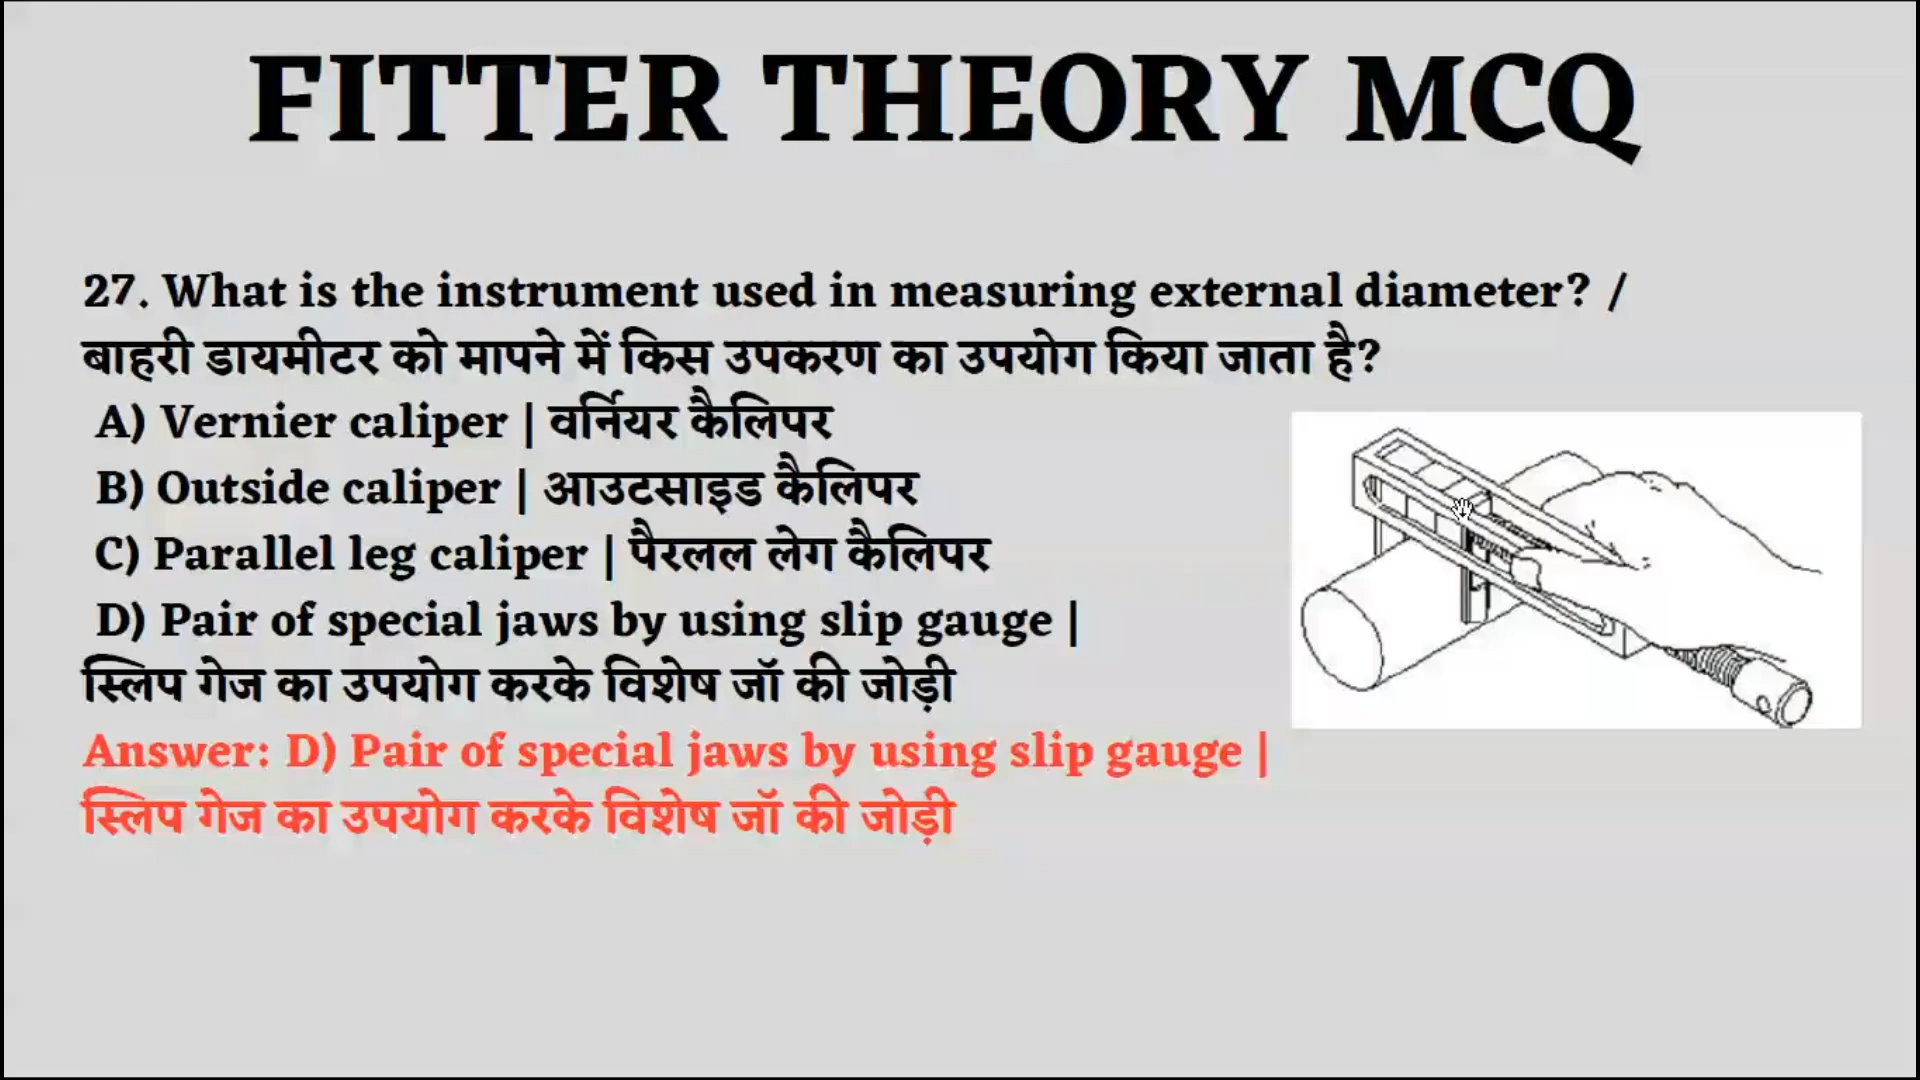 FITTER THEORY MCQ
27. What is the instrument used in measuring external diameter? /
बाहरी डायमीटर को मापने में किस उपकरण का उपयोग किया जाता है?
A) Vernier caliper | वर्नियर कैलिपर
B) Outside caliper | आउटसाइड कैलिपर
C) Parallel leg caliper | पैरलल लेग कैलिपर
D) Pair of special jaws by using slip gauge |
स्लिप गेज का उपयोग करके विशेष जॉ की जोड़ी
Answer: D) Pair of special jaws by using slip gauge |
स्लिप गेज का उपयोग करके विशेष जॉ की जोड़ी